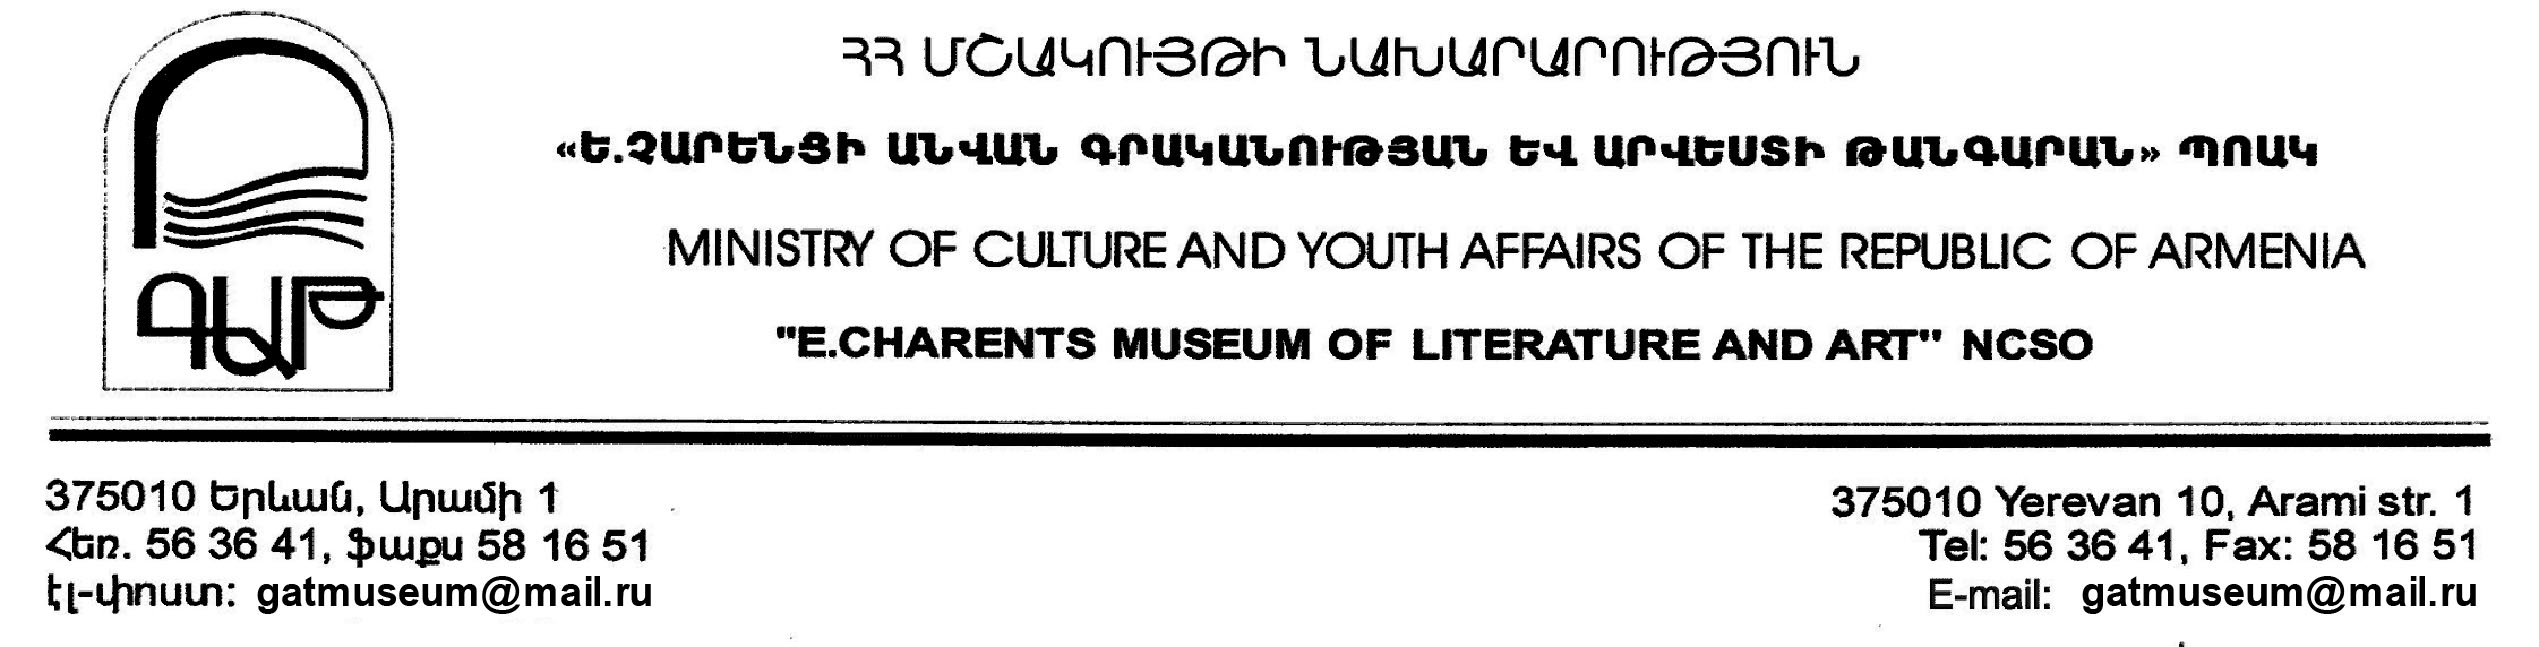 ԳԱԹ
ՀՀ ՄՇԱԿՈՒՅԹԻ ՆԱԽԱՐԱՐՈՒԹՅՈՒՆ
«Ե.ՉԱՐԵՆՑԻ ԱՆՎԱՆ ԳՐԱԿԱՆՈՒԹՅԱՆ ԵՎ ԱՐՎԵՍՏԻ ԹԱՆԳԱՐԱՆ» ՊՈԱԿ
MINISTRY OF CULTURE AND YOUTH AFFAIRS OF THE REPUBLIC OF ARMENIA
"E.CHARENTS MUSEUM OF LITERATURE AND ART" NCSO
375010 Երևան, Արամի 1
Հեռ. 56 36 41, ֆաքս 58 16 51
էլ-փոստ: gatmuseum@mail.ru
375010 Yerevan 10, Arami str. 1
Tel: 56 36 41, Fax: 58 16 51
E-mail: gatmuseum@mail.ru